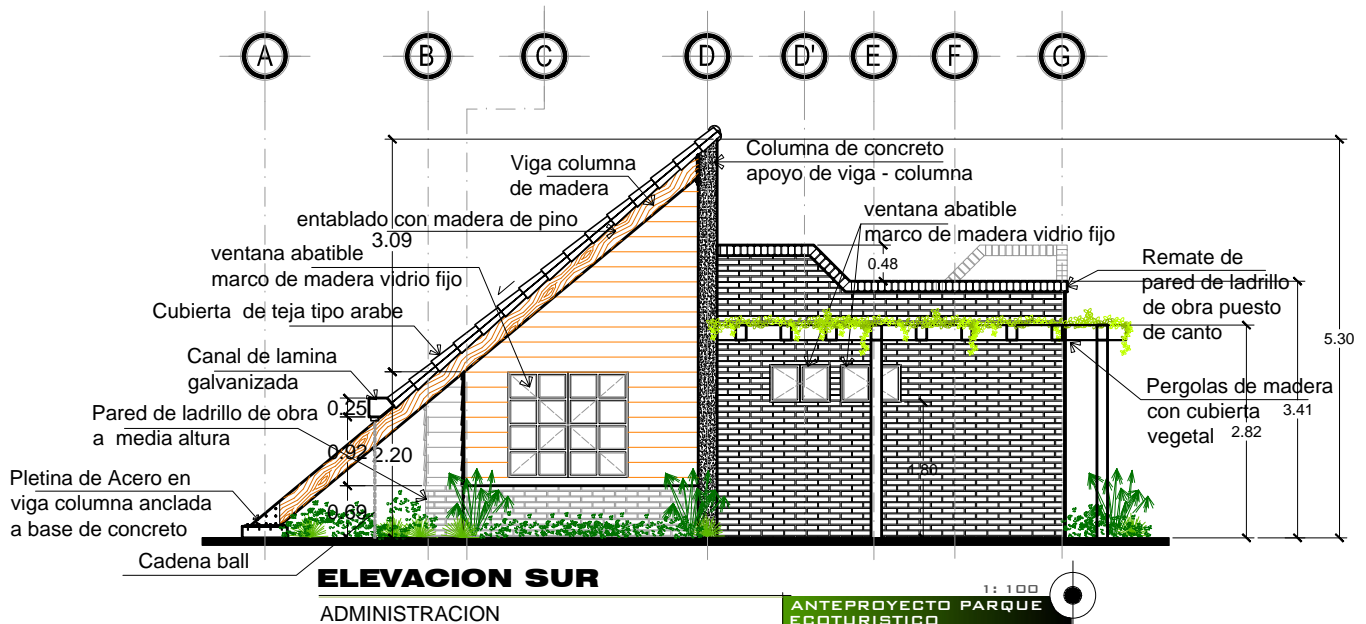 A
B
C
D
D'
E
F
G
Viga columna
de madera
Columna de concreto
apoyo de viga - columna
entablado con madera de pino
3.09
ventana abatible
marco de madera vidrio fijo
ventana abatible
marco de madera vidrio fijo
0.48
Remate de
pared de ladrillo
de obra puesto
de canto
Cubierta de teja tipo arabe
Canal de lamina
galvanizada
0.25
Pared de ladrillo de obra
a media altura
0.92
2.20
0.69
Pletina de Acero en
viga columna anclada
a base de concreto
Cadena ball
1.80
Pergolas de madera
con cubierta
vegetal
2.82
3.41
5.30
ELEVACION SUR
ADMINISTRACION
1: 100
ANTEPROYECTO PARQUE
ECOTURISTICO